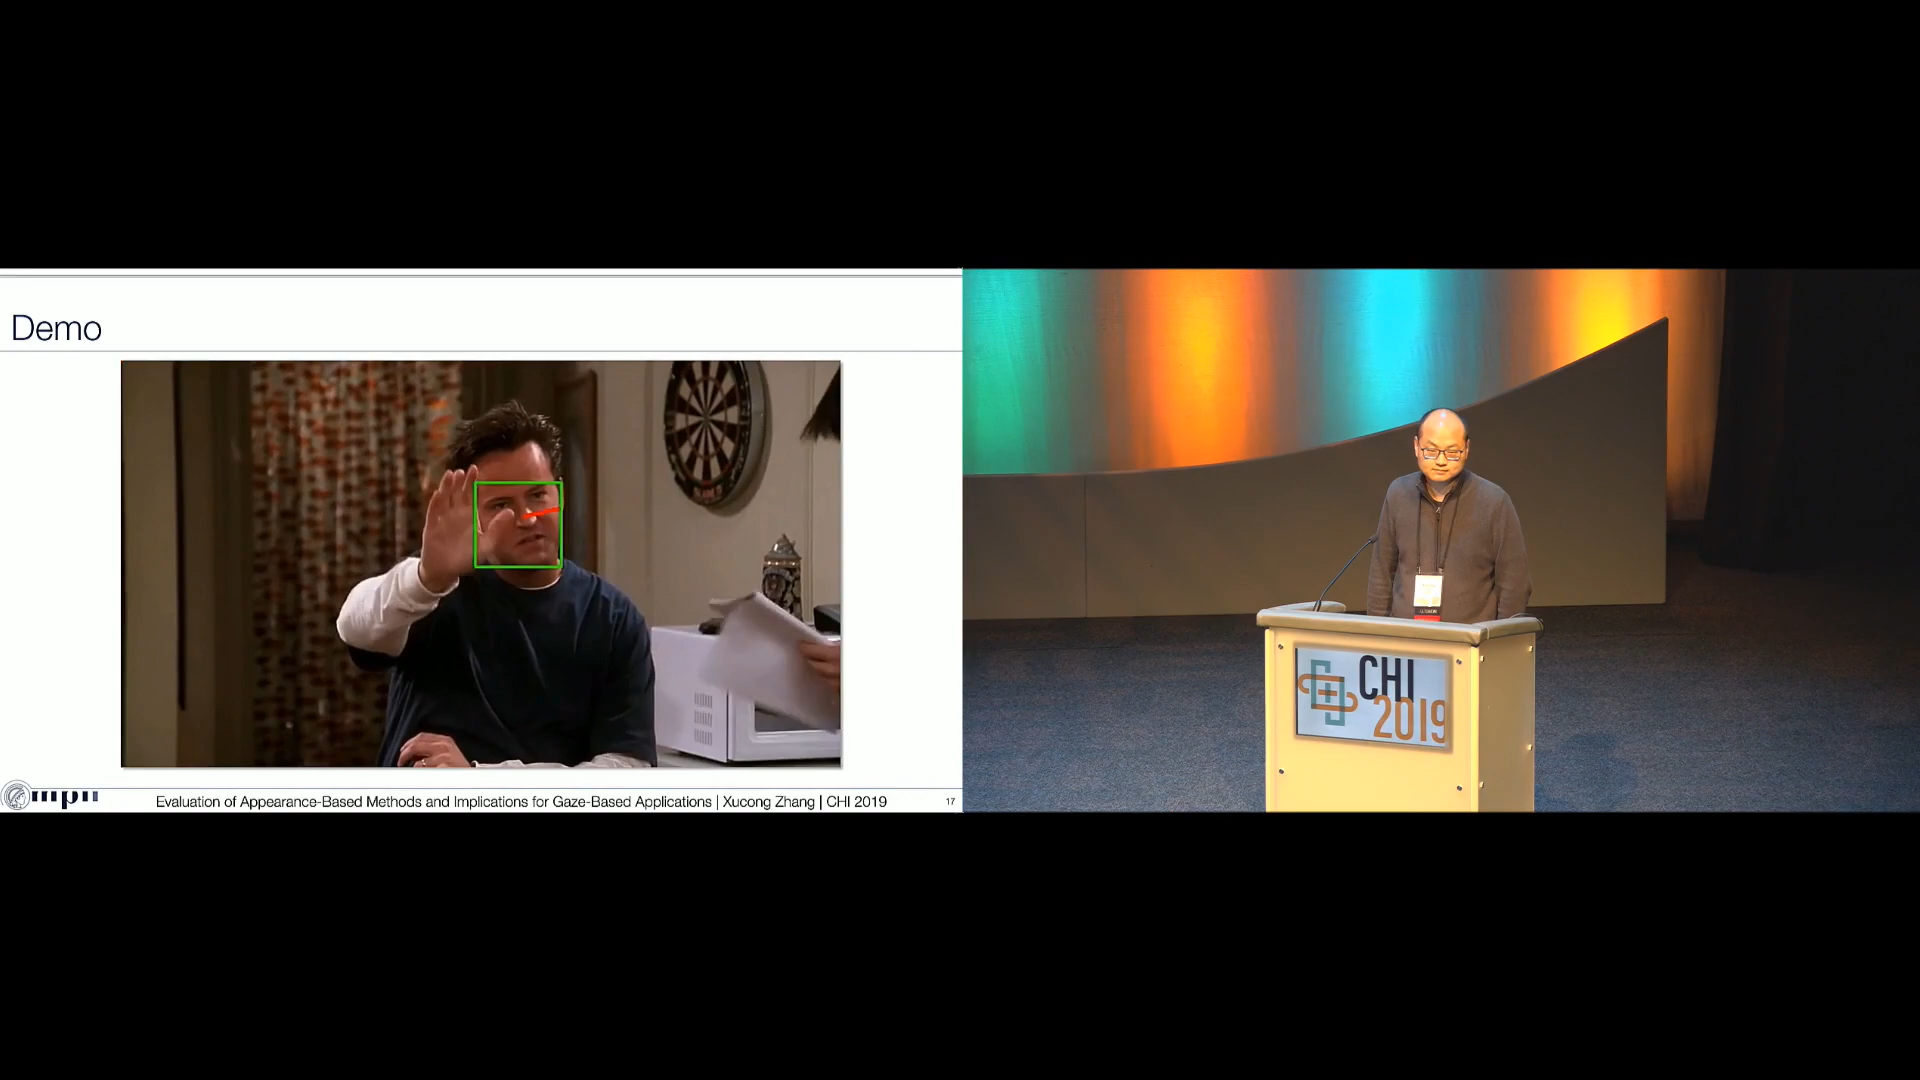 Demo
mpii
Evaluation of Appearance-Based Methods and Implications for Gaze-Based Applications | Xucong Zhang | CHI 2019
17
CHI
2019